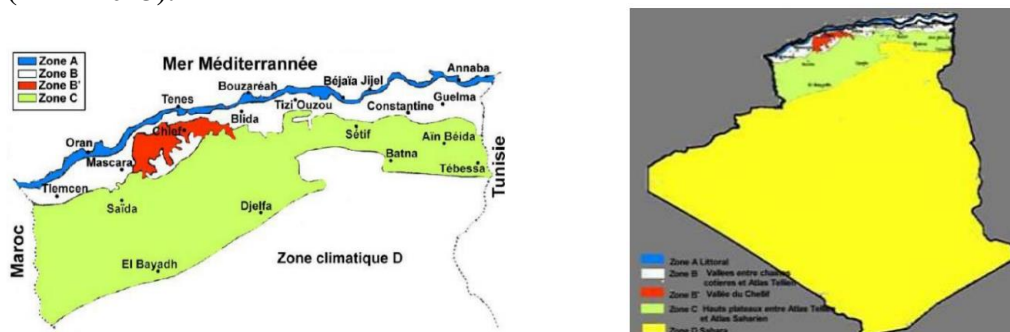 Zone A
Zone B
Zone B'
Zone C
Mer Méditerrannée
Annaba
Béjaïa Jijel
Bouzaréah
Guelma
Tizi Ouzou
Constantine
Tenes
Blida
Chlef
Sétif
Aïn Béida
Oran
Mascara
Batna
Tébessa
Tlemcen
Saïda
Djelfa
El Bayadh
Zone climatique D
Maroc
Tunisie
Zone A Littoral
Zone B Vallees entre chaines
cotieres et Atlas Tellien
Zone B' Vallée du Chellif
Zone C Hauts plateaux entre Atlas Tellien
et Atlas Saharien
Zone D Sahara